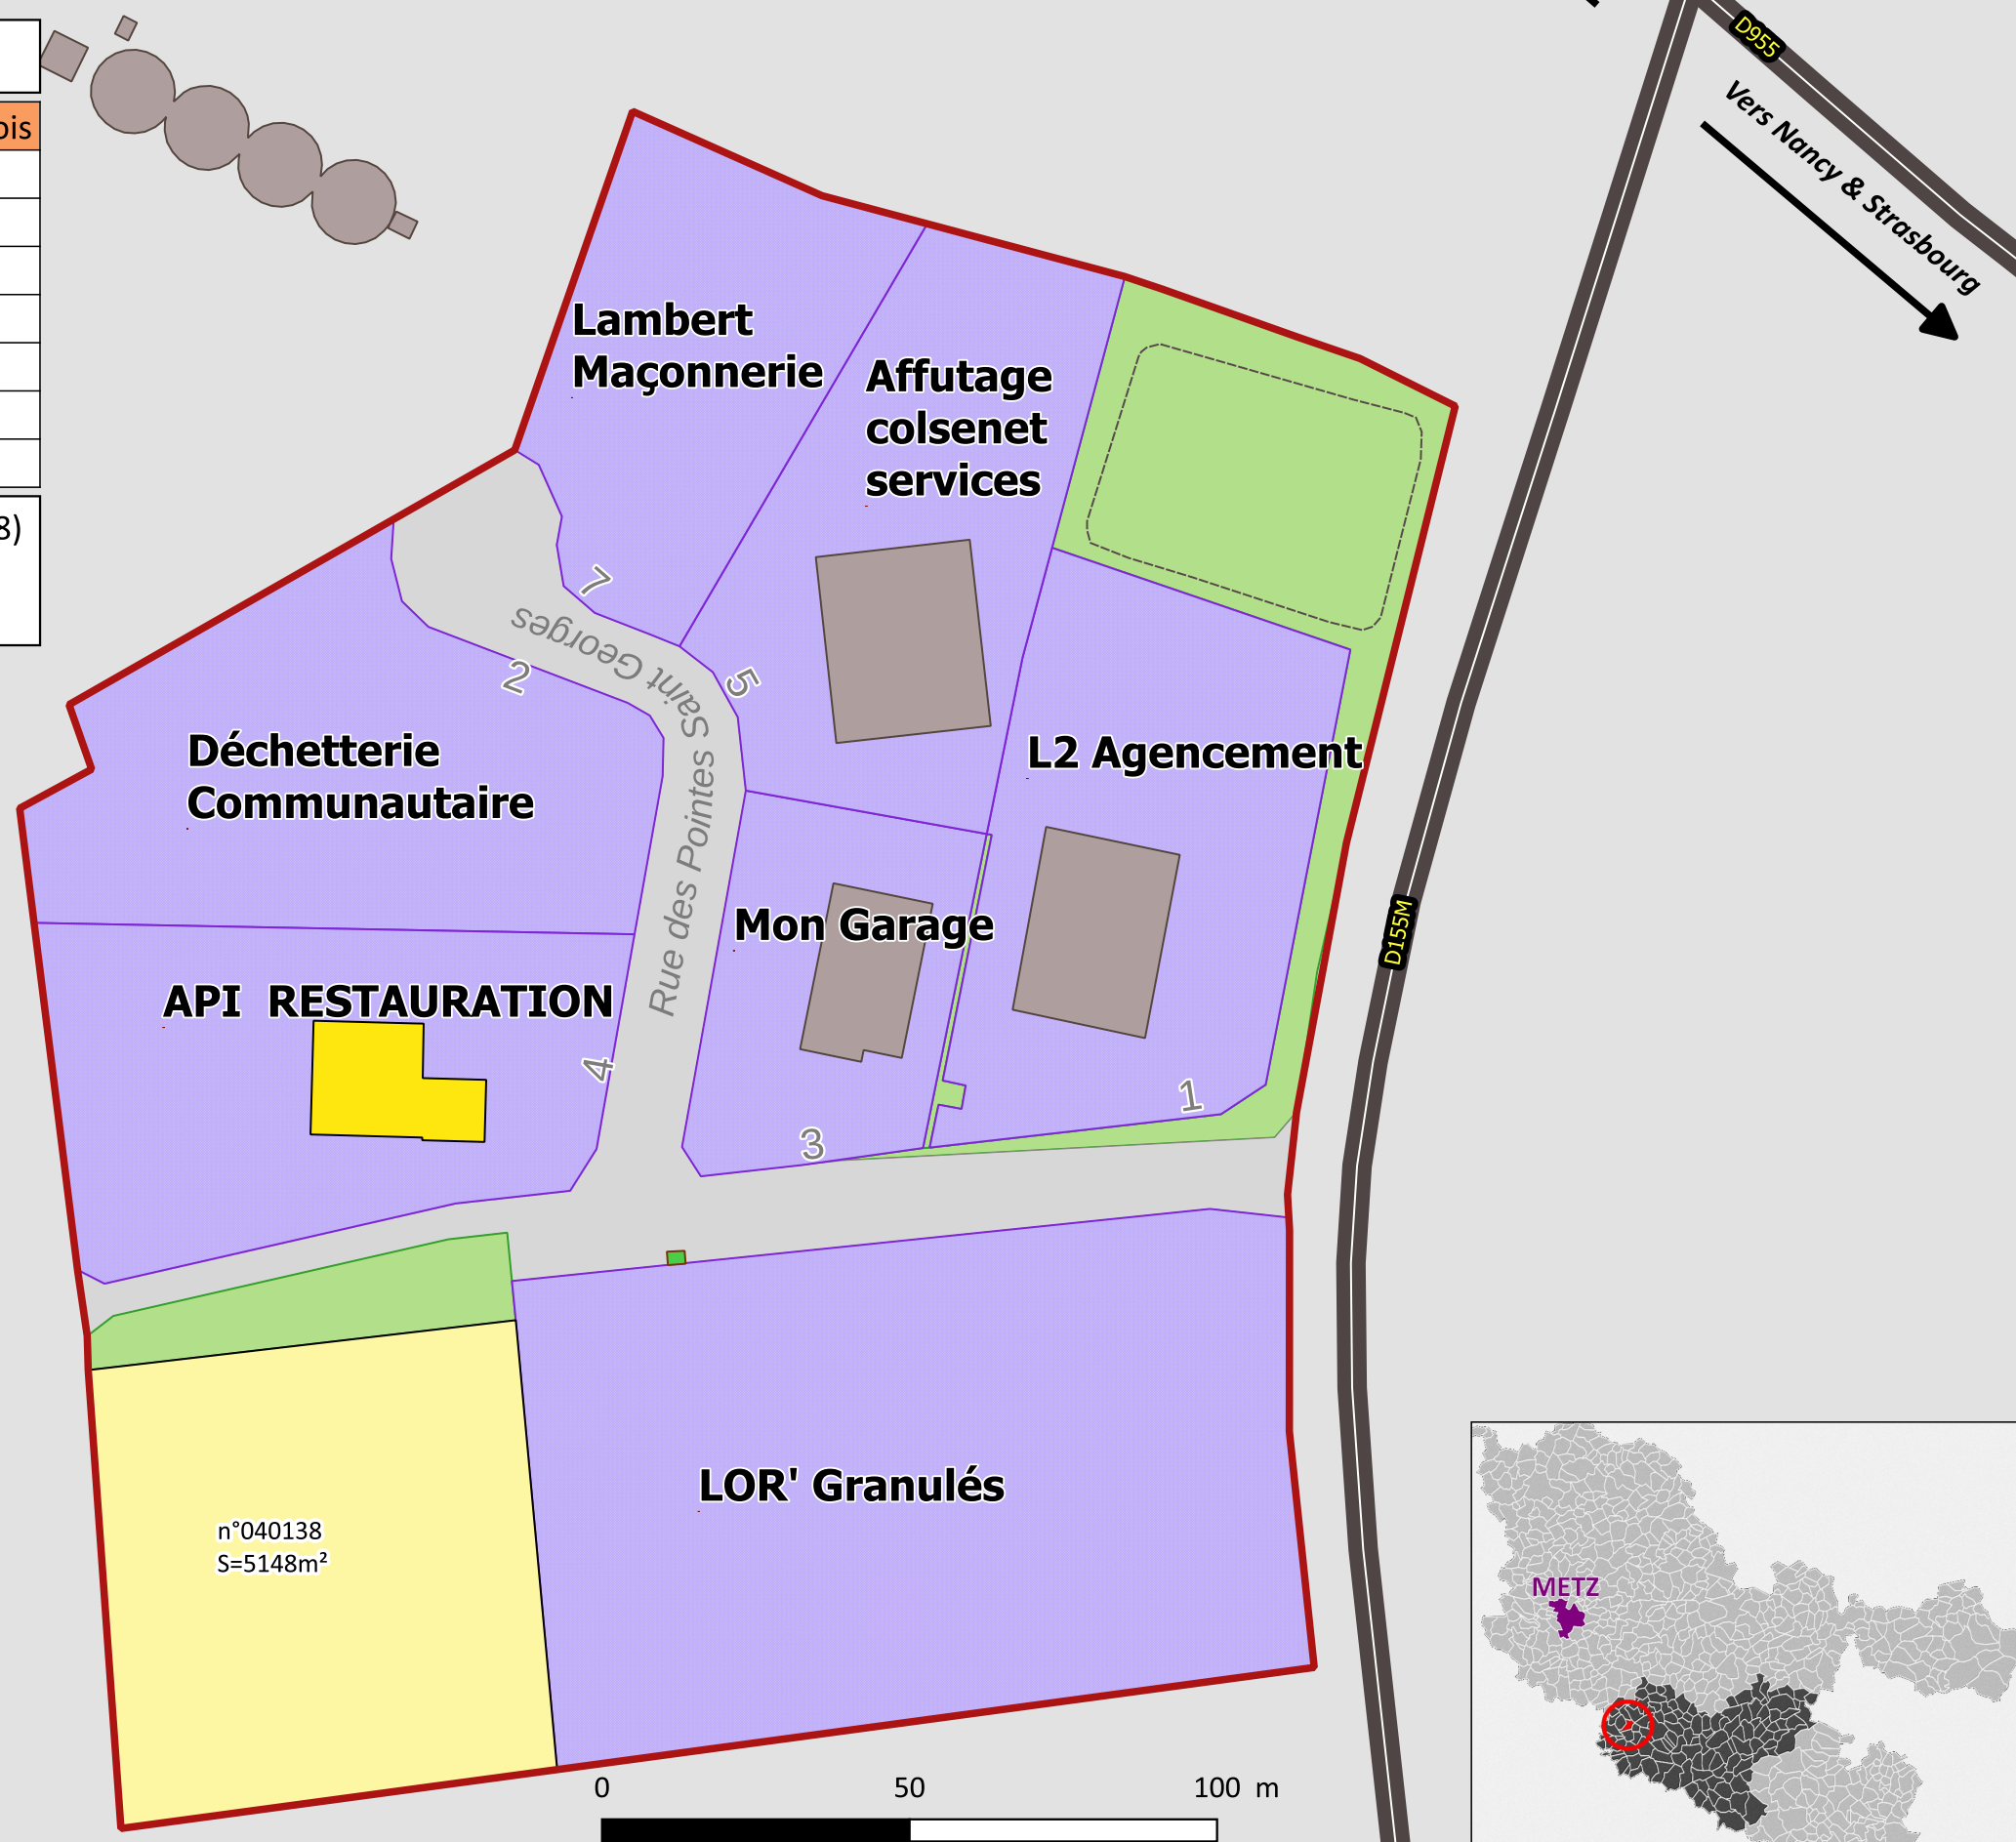 ois
8)
D955
Vers Nancy & Strasbourg
Lambert
Maçonnerie
Affutage
colsenet
services
7
Rue des Pointes Saint Georges
2
5
Déchetterie
Communautaire
L2 Agencement
Mon Garage
D155M
API RESTAURATION
4
1
3
LOR' Granulés
n°040138
S=5148m²
METZ
0 50 100 m